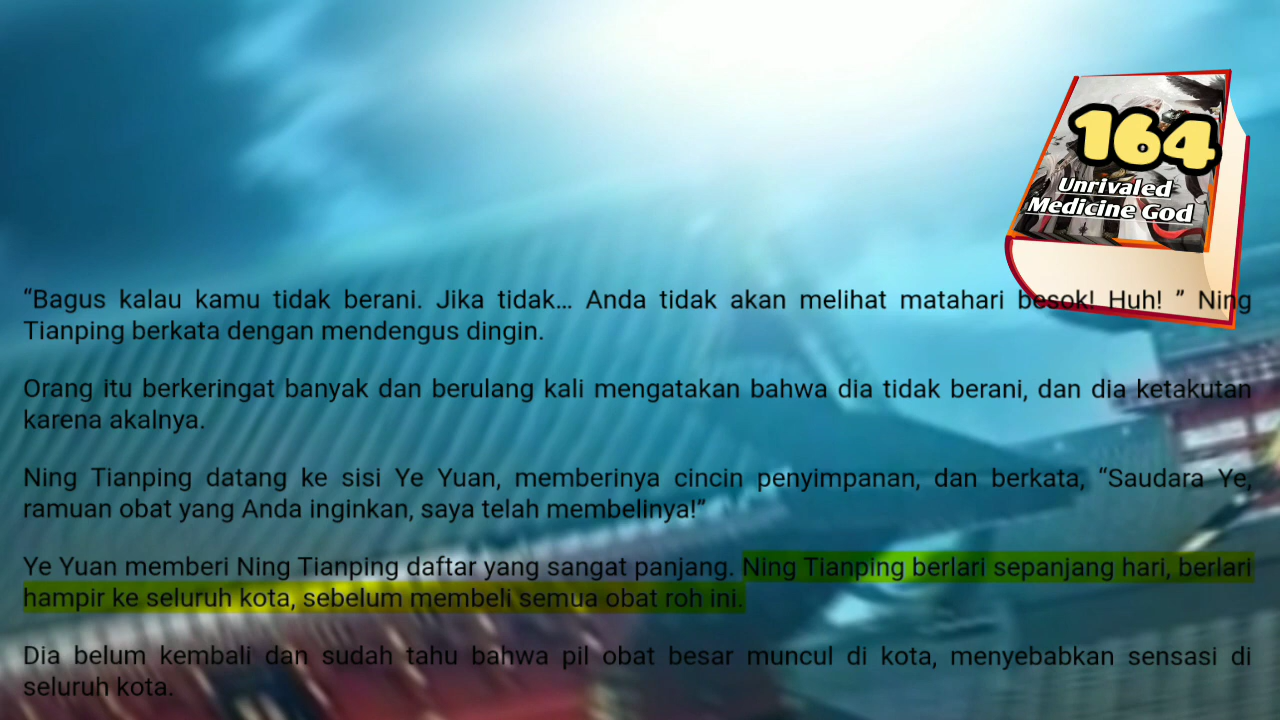 164
Unrivaled
Medicine God
“Bagus kalau kamu tidak berani. Jika tidak… Anda tidak akan melihat matahari besok! Huh! ” Ning
Tianping berkata dengan mendengus dingin.
Orang itu berkeringat banyak dan berulang kali mengatakan bahwa dia tidak berani, dan dia ketakutan
karena akalnya.
Ning Tianping datang ke sisi Ye Yuan, memberinya cincin penyimpanan, dan berkata, “Saudara Ye,
ramuan obat yang Anda inginkan, saya telah membelinya!”
Ye Yuan memberi Ning Tianping daftar yang sangat panjang. Ning Tianping berlari sepanjang hari, berlari
hampir ke seluruh kota, sebelum membeli semua obat roh ini.
Dia belum kembali dan sudah tahu bahwa pil obat besar muncul di kota, menyebabkan sensasi di
seluruh kota.